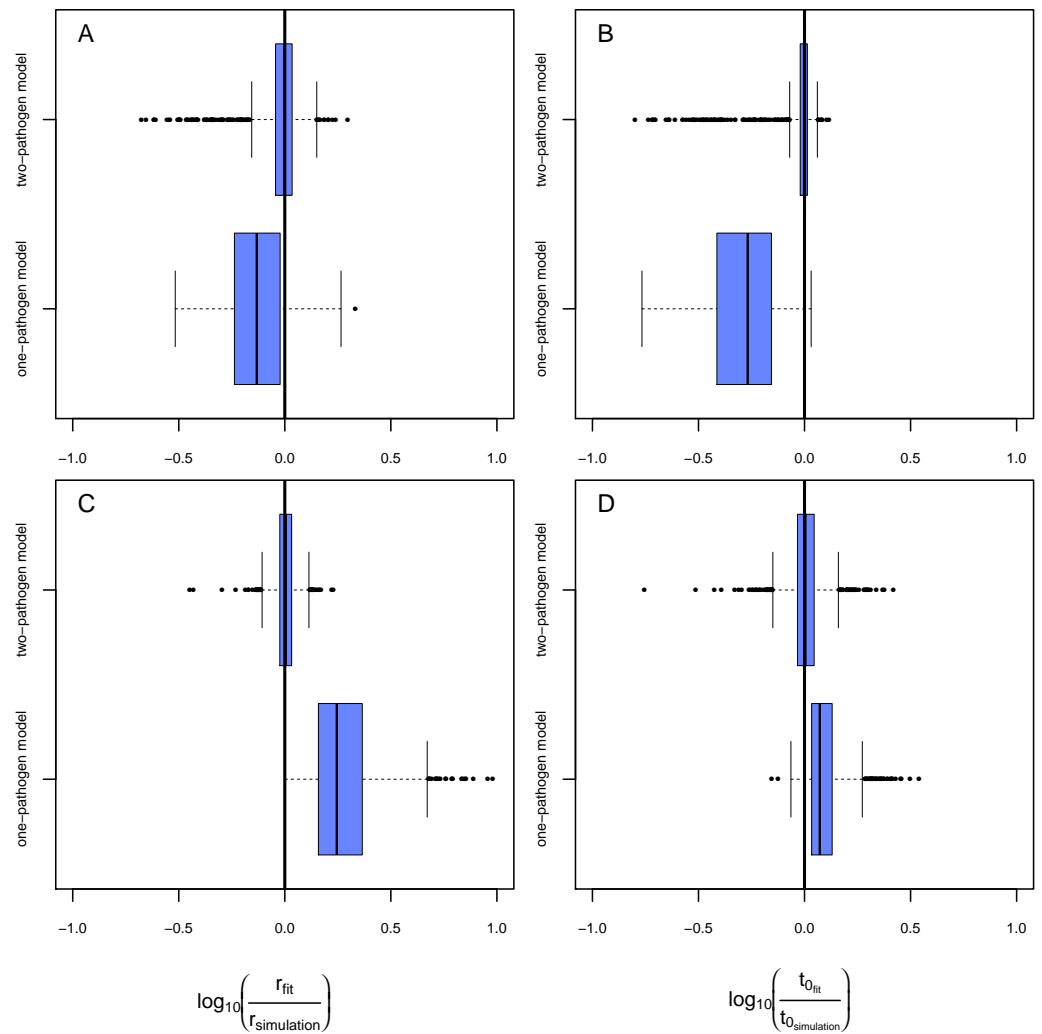 A
two−pathogen model
one−pathogen model
−1.0 −0.5 0.0 0.5 1.0
B
two−pathogen model
one−pathogen model
−1.0 −0.5 0.0 0.5 1.0
C
two−pathogen model
one−pathogen model
−1.0 −0.5 0.0 0.5 1.0
D
two−pathogen model
one−pathogen model
−1.0 −0.5 0.0 0.5 1.0
log10(rfit / rsimulation)
log10(t0fit / t0simulation)